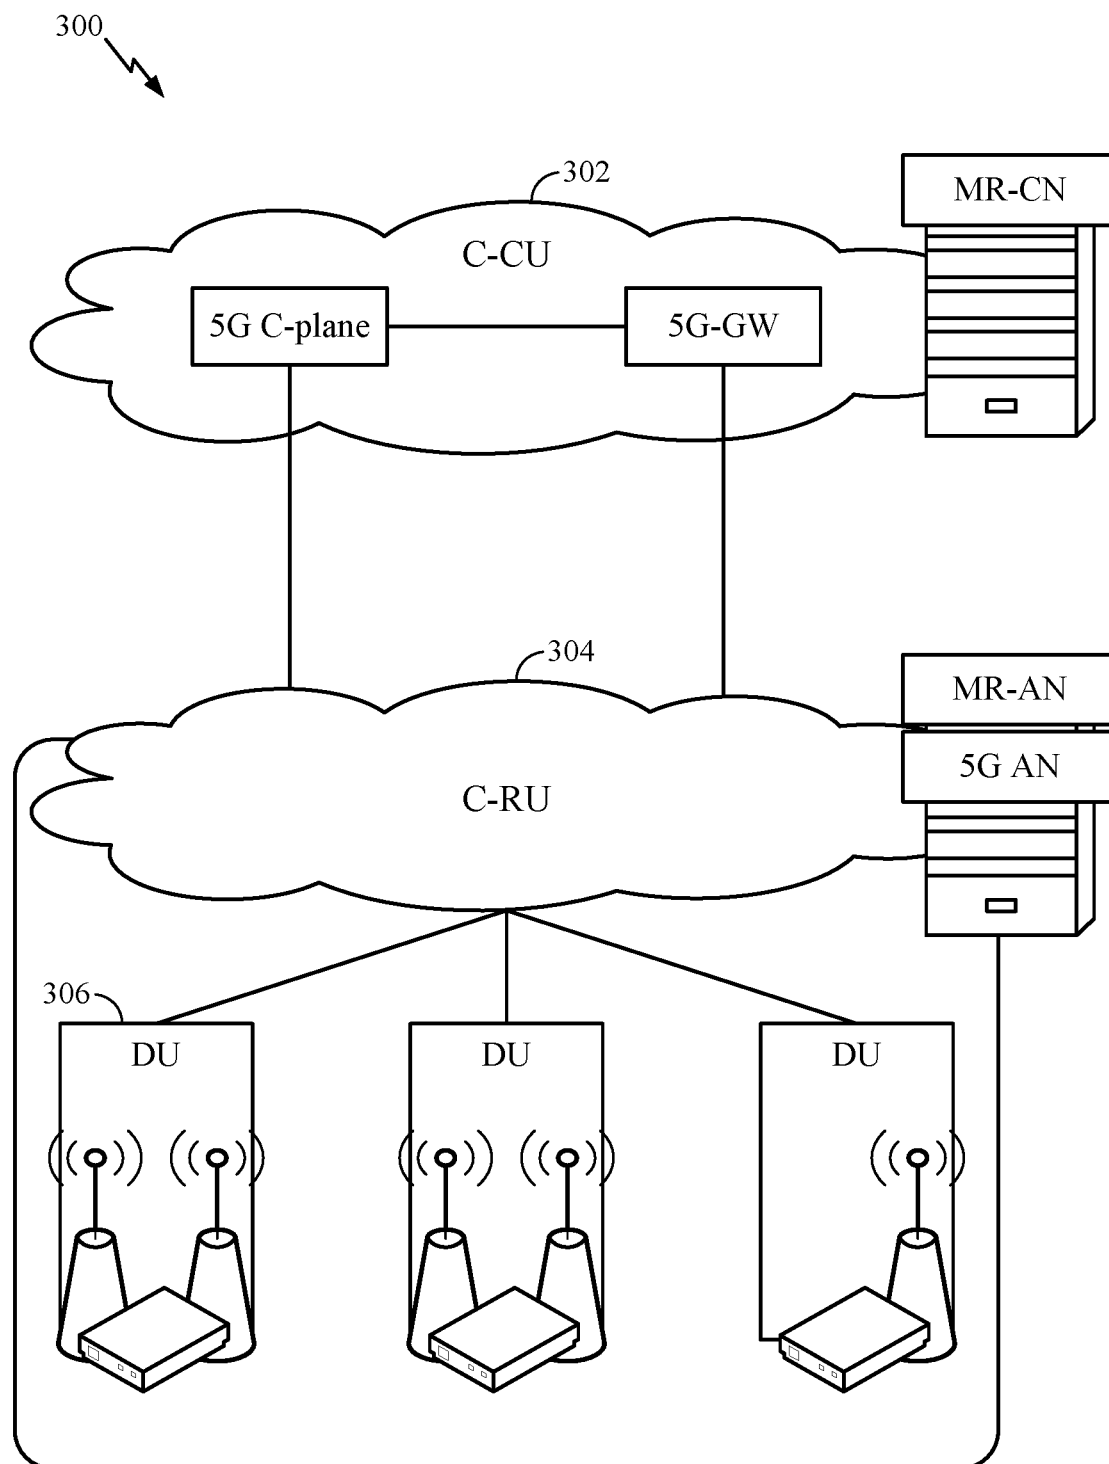 300
302
MR-CN
C-CU
5G C-plane
5G-GW
304
MR-AN
5G AN
C-RU
306
DU
DU
DU